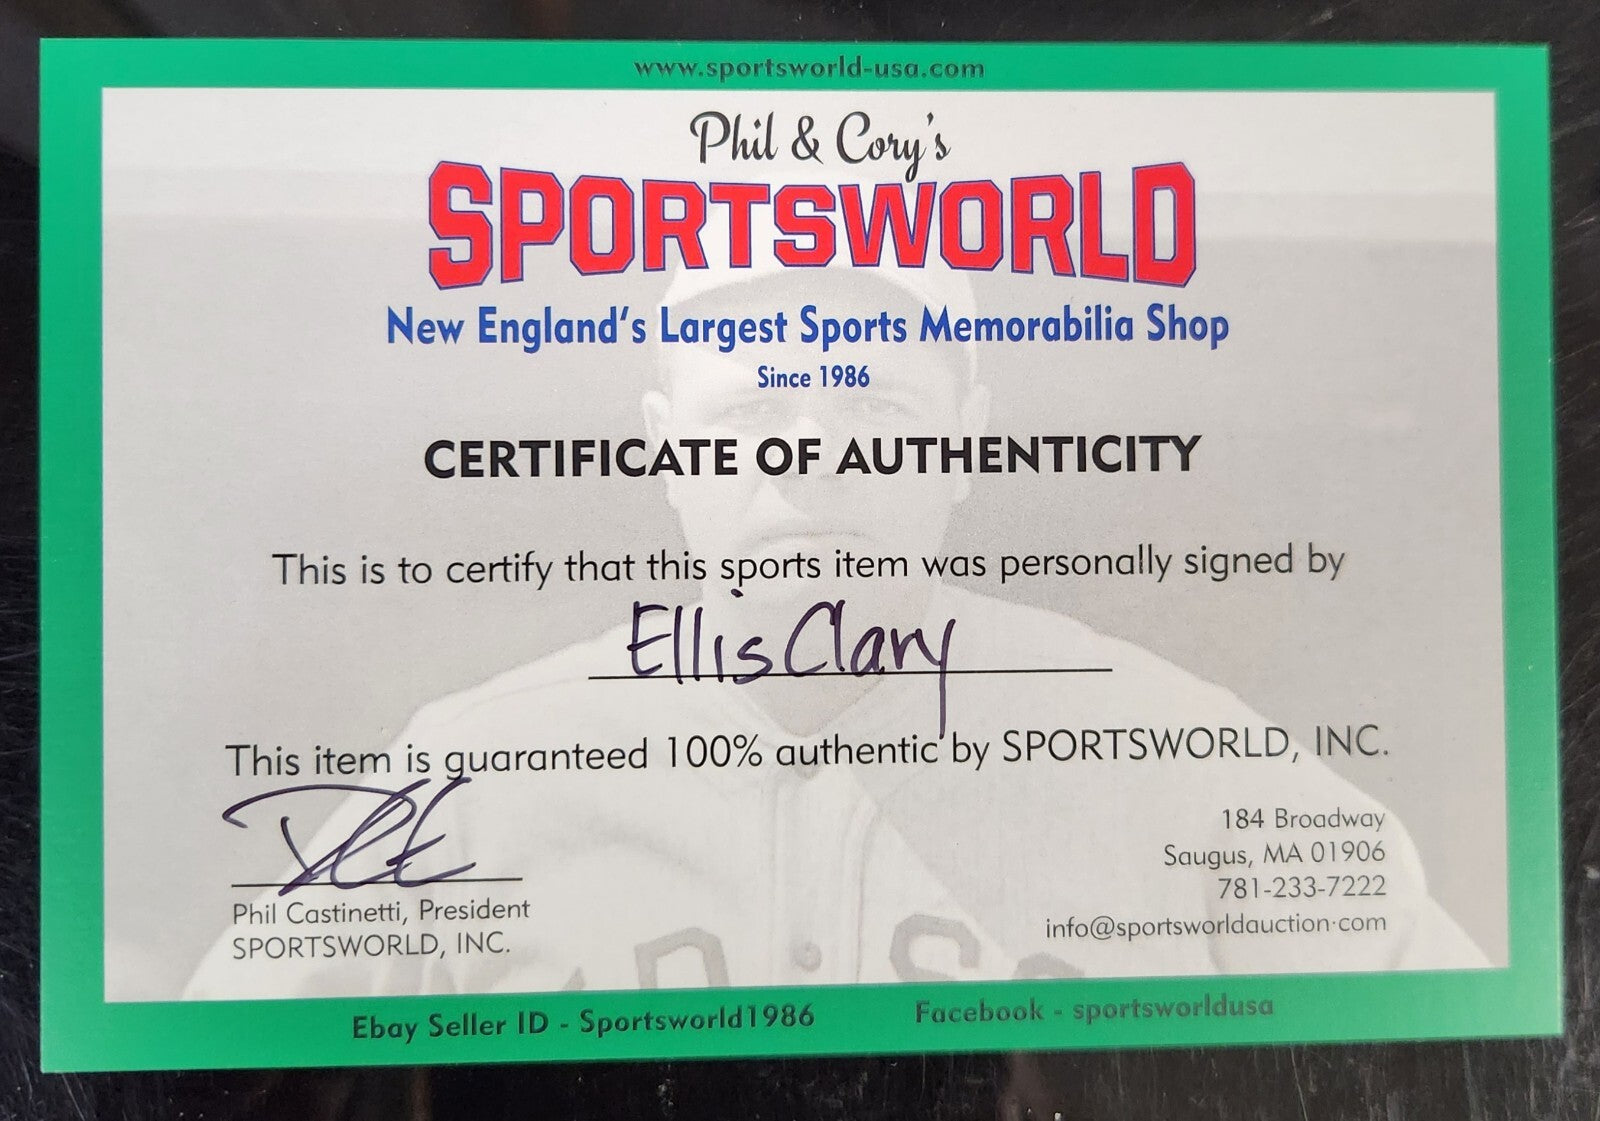 www.sportsworld-usa.com
Phil & Cory's
SPORTSWORLD
New England's Largest Sports Memorabilia Shop
Since 1986
CERTIFICATE OF AUTHENTICITY
This is to certify that this sports item was personally signed by
Ellis Clary
This item is guaranteed 100% authentic by SPORTSWORLD, INC.
Phil Castinetti, President
SPORTSWORLD, INC.
184 Broadway
Saugus, MA 01906
781-233-7222
info@sportsworldauction.com
Ebay Seller ID - Sportsworld1986
Facebook - sportsworldusa